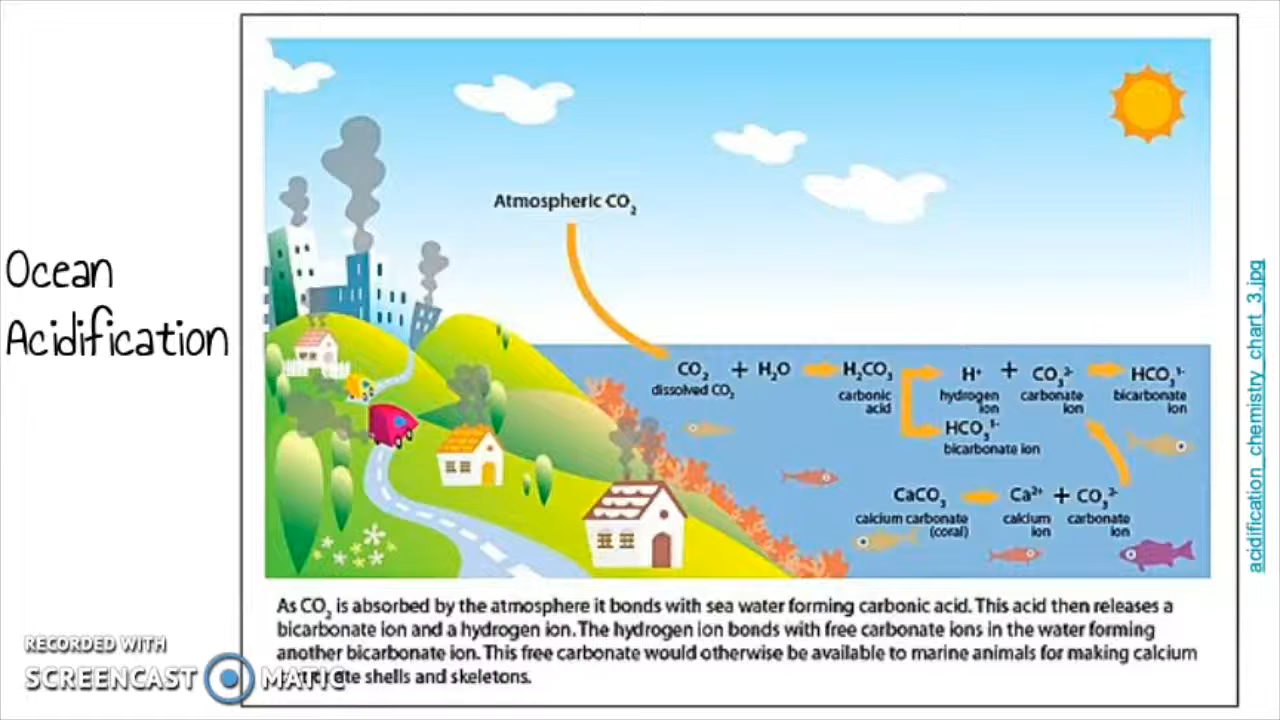 Ocean
Acidification
Atmospheric CO₂
CO₂ + H₂O H₂CO₃ H⁺ + CO₃²⁻ HCO₃¹⁻
dissolved CO₂ carbonic acid hydrogen ion carbonate ion bicarbonate ion
HCO₃¹⁻
bicarbonate ion
CaCO₃ Ca²⁺ + CO₃²⁻
calcium carbonate (coral) calcium ion carbonate ion
As CO₂ is absorbed by the atmosphere it bonds with sea water forming carbonic acid. This acid then releases a
bicarbonate ion and a hydrogen ion. The hydrogen ion bonds with free carbonate ions in the water forming
another bicarbonate ion. This free carbonate would otherwise be available to marine animals for making calcium
shells and skeletons.
acidification_chemistry_chart_3.jpg
RECORDED WITH
SCREENCAST MATIC